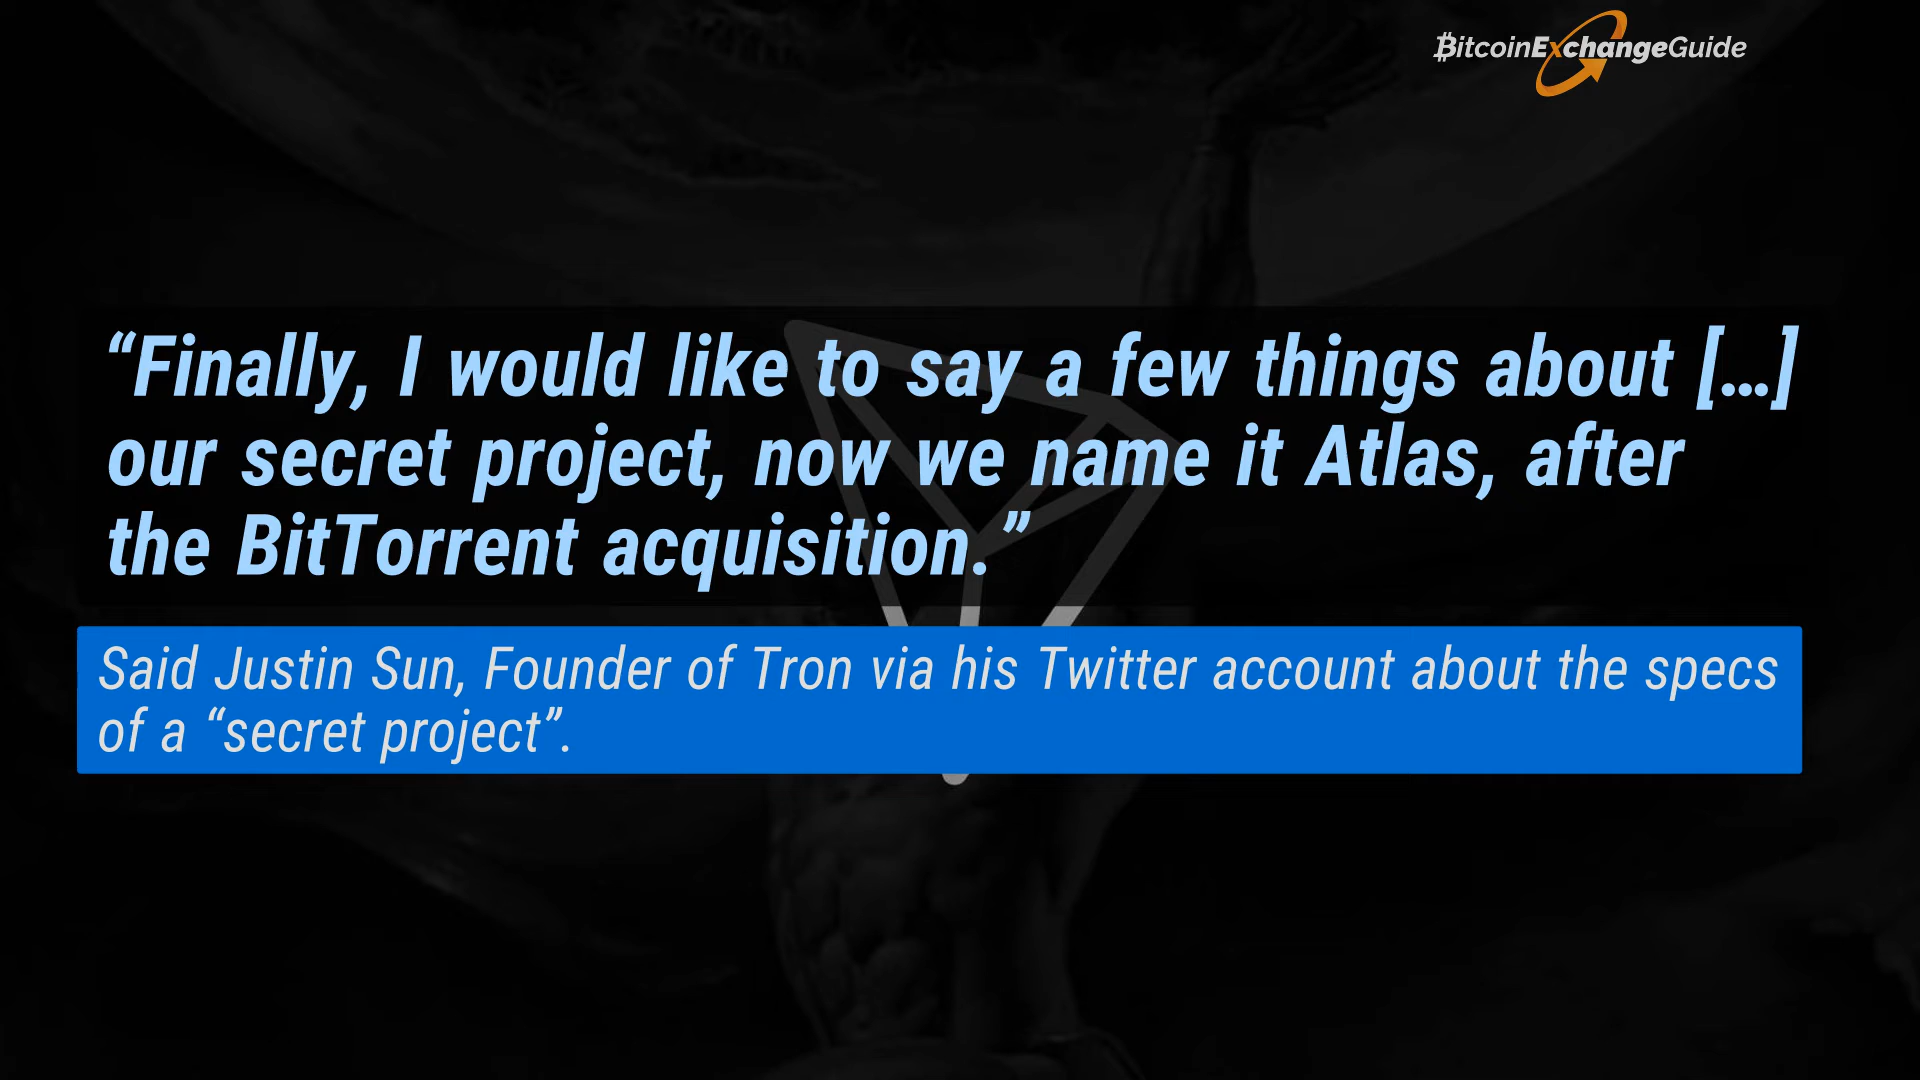 BitcoinExchangeGuide
“Finally, I would like to say a few things about […]
our secret project, now we name it Atlas, after
the BitTorrent acquisition.”
Said Justin Sun, Founder of Tron via his Twitter account about the specs
of a “secret project”.